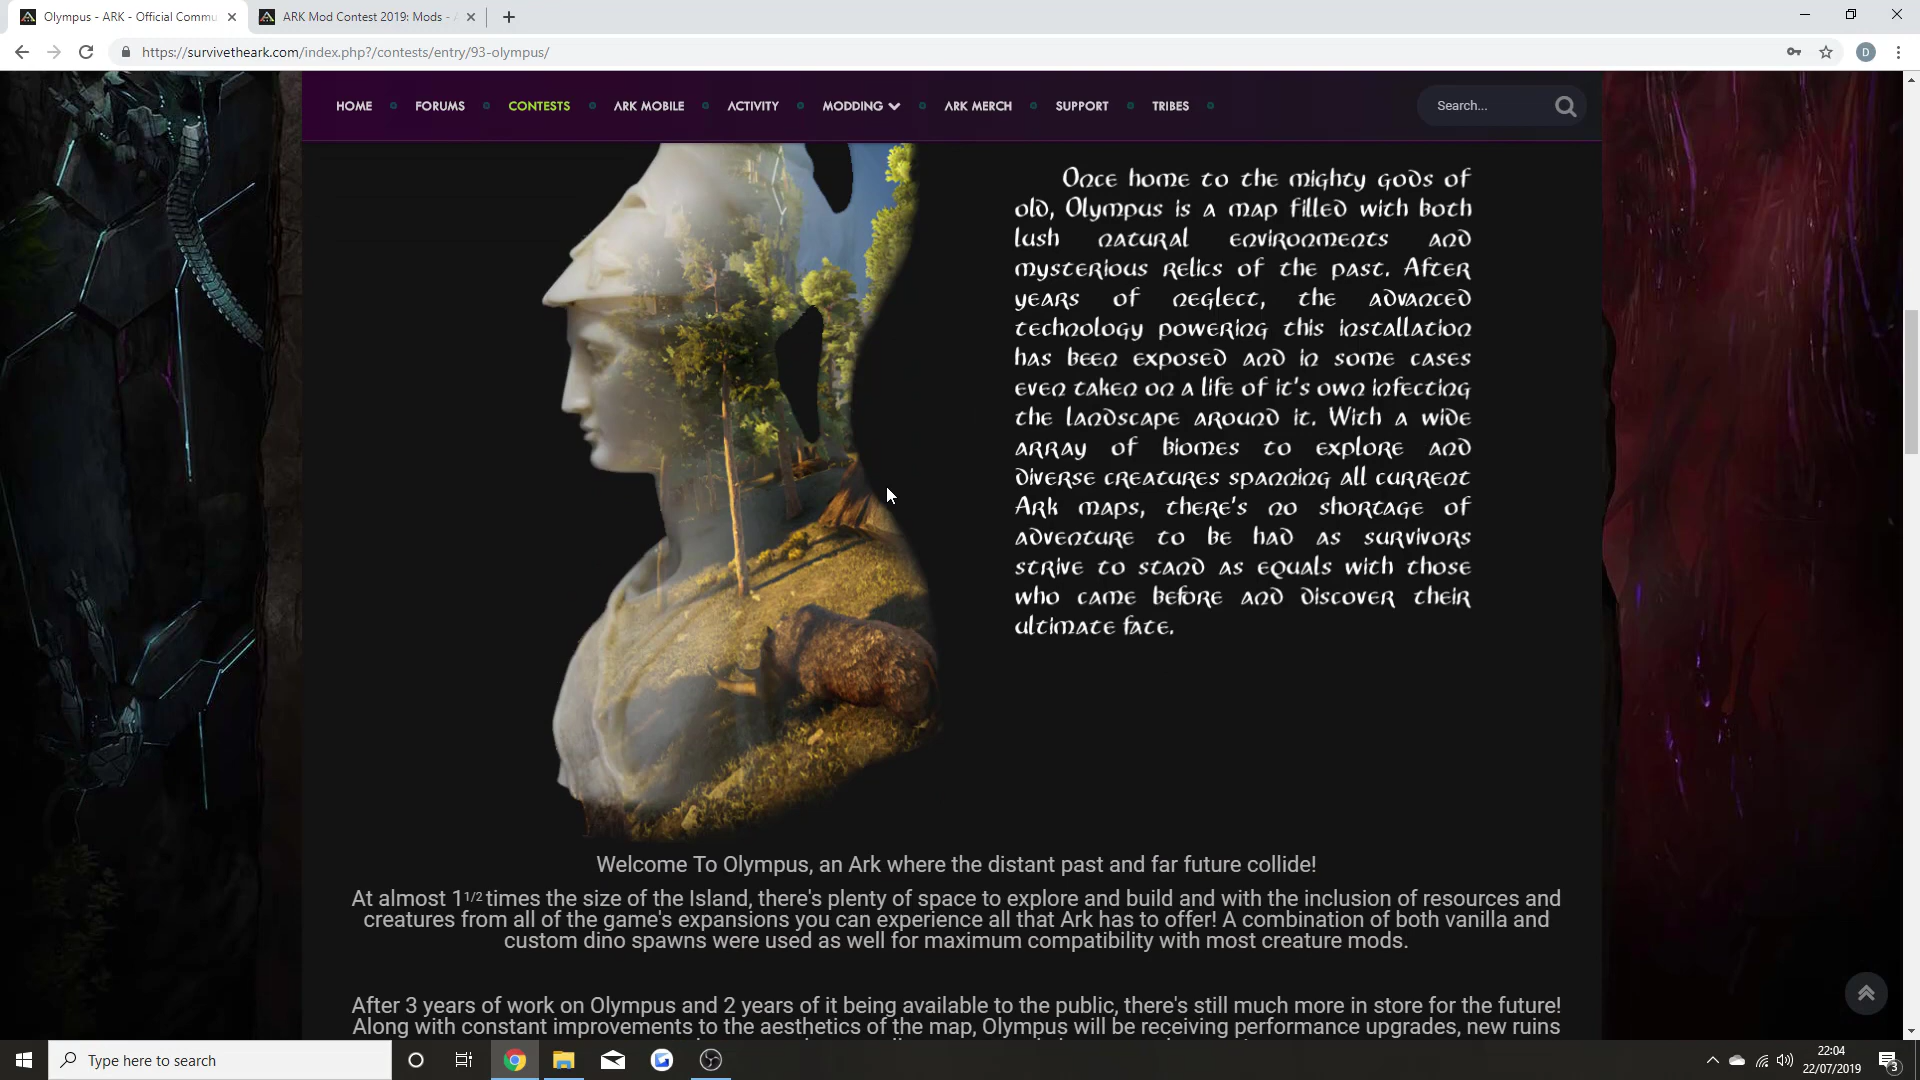 Olympus - ARK - Official Commu
ARK Mod Contest 2019: Mods -
https://survivetheark.com/index.php?/contests/entry/93-olympus/
D
HOME
FORUMS
CONTESTS
ARK MOBILE
ACTIVITY
MODDING
ARK MERCH
SUPPORT
TRIBES
Search...
Once home to the mighty gods of
old, Olympus is a map filled with both
lush natural environments and
mysterious relics of the past. After
years of neglect, the advanced
technology powering this installation
has been exposed and in some cases
even taken on a life of it's own infecting
the landscape around it. With a wide
array of biomes to explore and
diverse creatures spanning all current
Ark maps, there's no shortage of
adventure to be had as survivors
strive to stand as equals with those
who came before and discover their
ultimate fate.
Welcome To Olympus, an Ark where the distant past and far future collide!
At almost 1 1/2 times the size of the Island, there's plenty of space to explore and build and with the inclusion of resources and
creatures from all of the game's expansions you can experience all that Ark has to offer! A combination of both vanilla and
custom dino spawns were used as well for maximum compatibility with most creature mods.
After 3 years of work on Olympus and 2 years of it being available to the public, there's still much more in store for the future!
Along with constant improvements to the aesthetics of the map, Olympus will be receiving performance upgrades, new ruins
Type here to search
22:04
22/07/2019
3